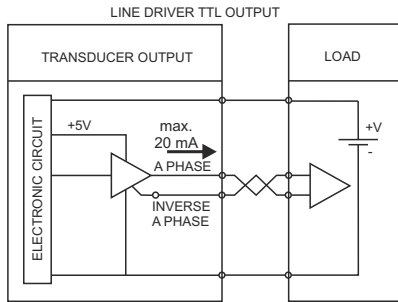 LINE DRIVER TTL OUTPUT
TRANSDUCER OUTPUT
LOAD
ELECTRONIC CIRCUIT
+5V
max.
20 mA
A PHASE
INVERSE
A PHASE
+V
-